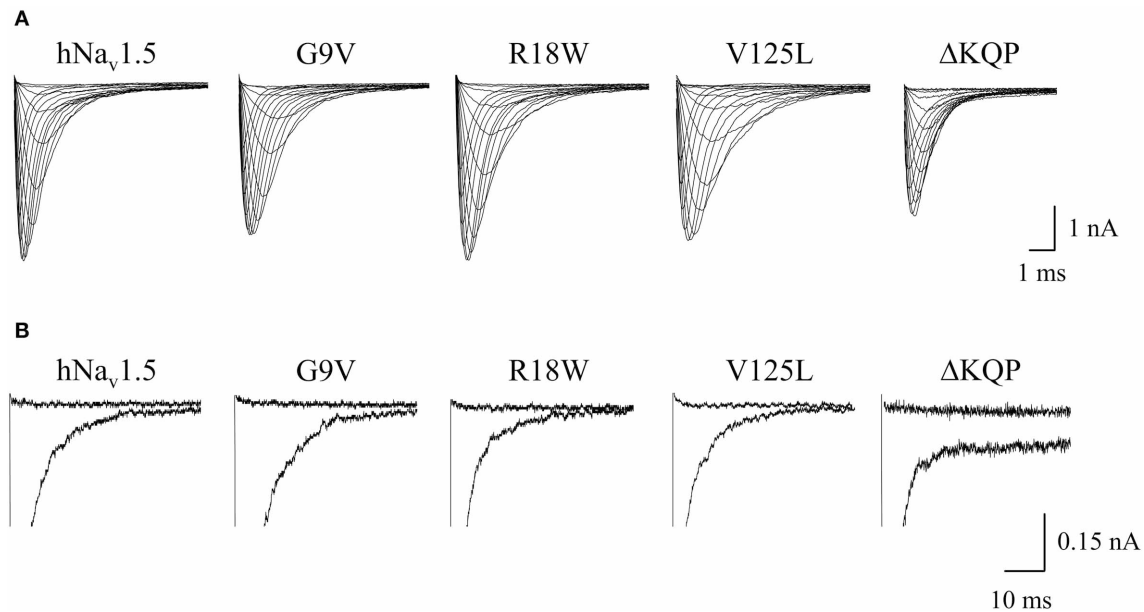 A
hNaᵥ1.5 G9V R18W V125L ΔKQP
1 nA
1 ms
B
hNaᵥ1.5 G9V R18W V125L ΔKQP
0.15 nA
10 ms